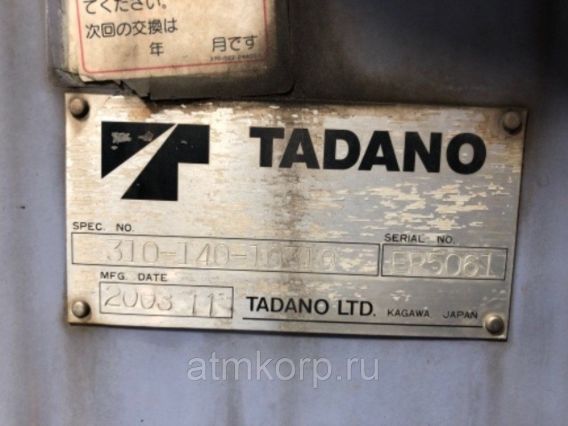 てください。
次回の交換は
年 月です
TADANO
SPEC. NO.
SERIAL NO.
MFG. DATE
2003 11
TADANO LTD. KAGAWA, JAPAN
atmkorp.ru